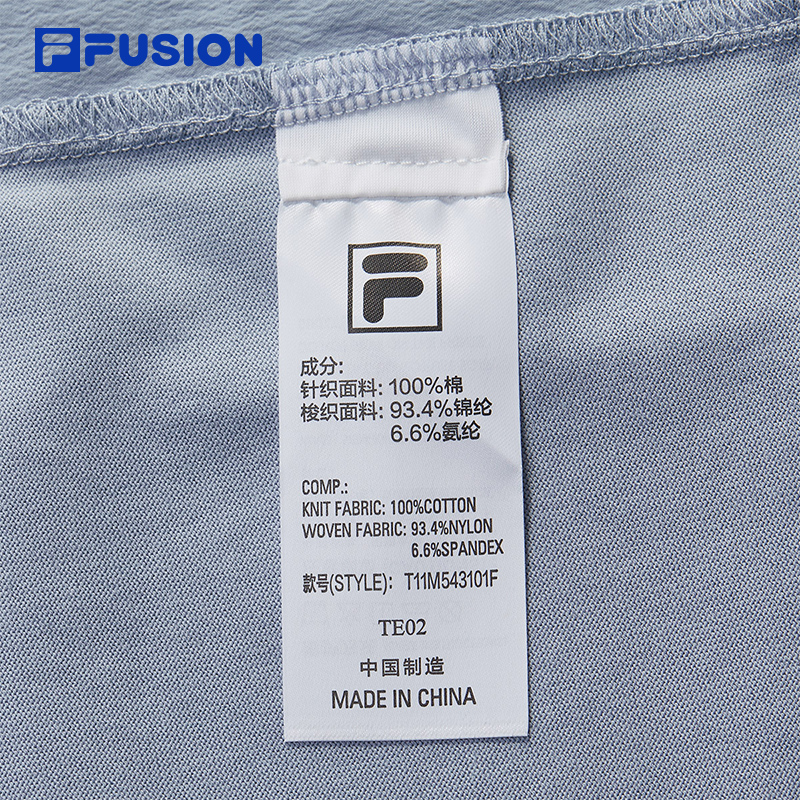 FUSION
成分:
针织面料: 100%棉
梭织面料: 93.4%锦纶
6.6%氨纶
COMP.:
KNIT FABRIC: 100%COTTON
WOVEN FABRIC: 93.4%NYLON
6.6%SPANDEX
款号(STYLE): T11M543101F
TE02
中国制造
MADE IN CHINA